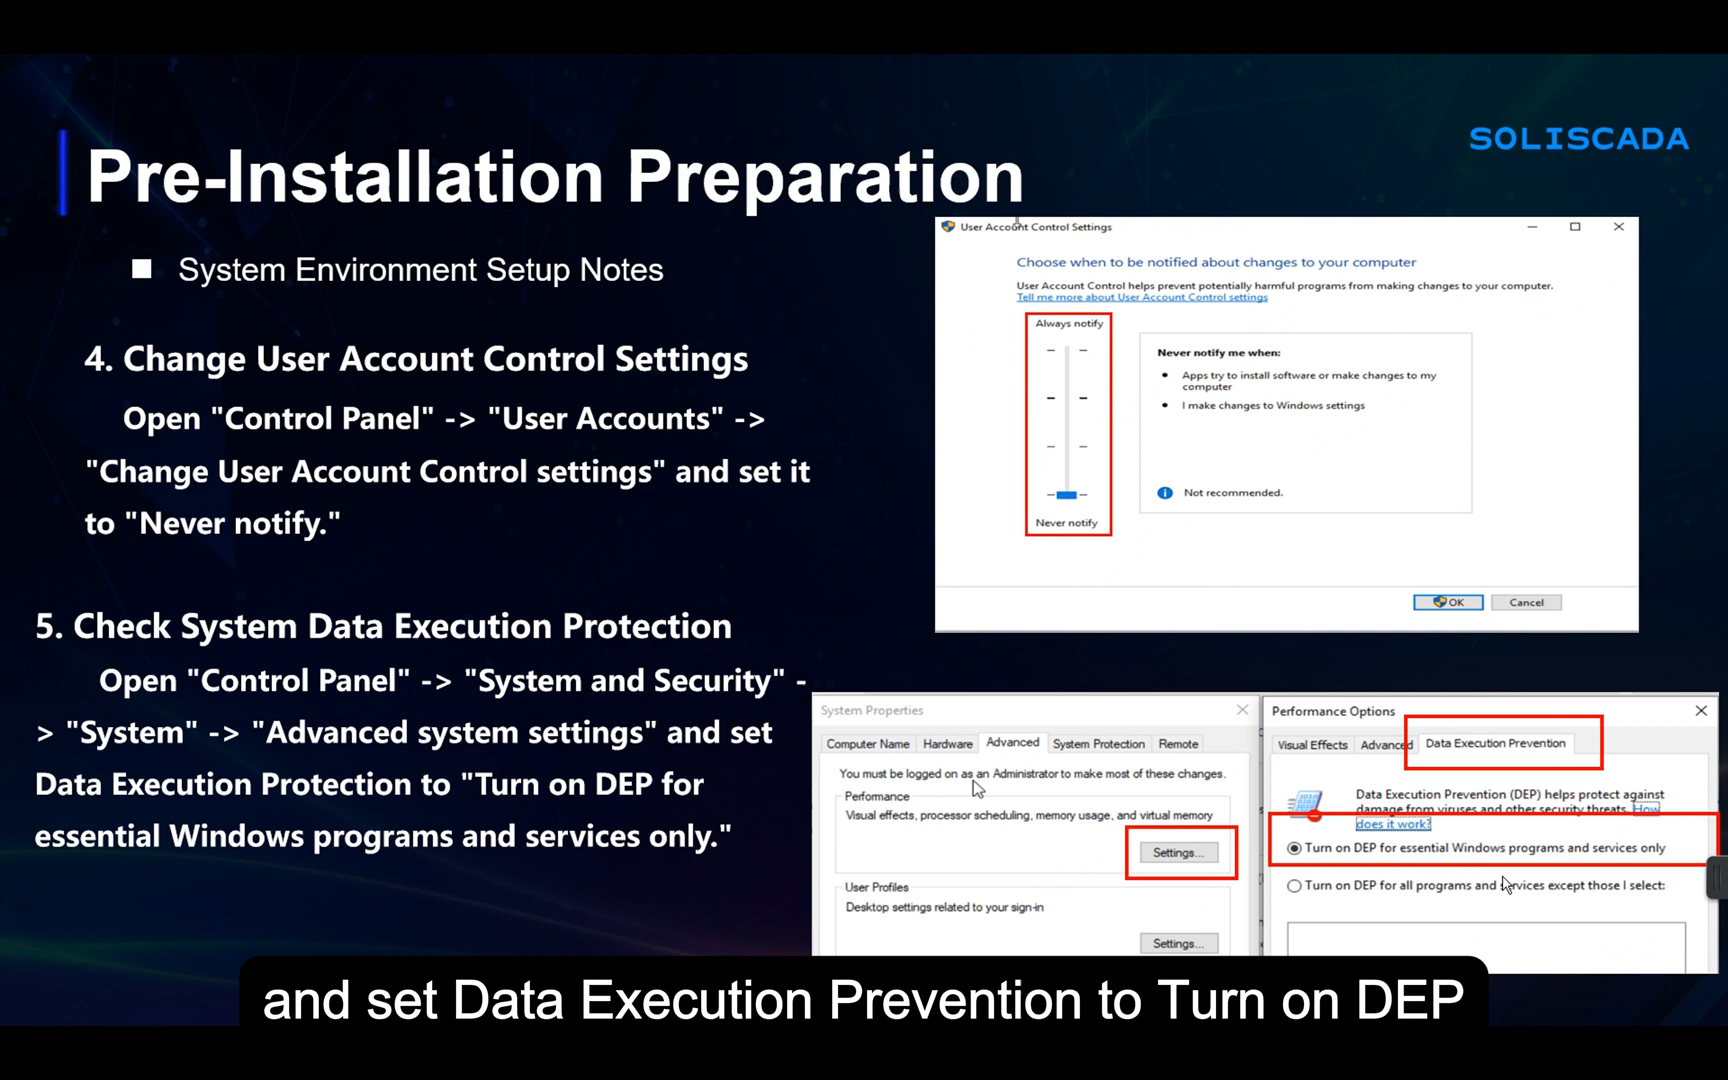 SOLISCADA
Pre-Installation Preparation
System Environment Setup Notes
4. Change User Account Control Settings
Open "Control Panel" -> "User Accounts" ->
"Change User Account Control settings" and set it
to "Never notify."
5. Check System Data Execution Protection
Open "Control Panel" -> "System and Security" -
> "System" -> "Advanced system settings" and set
Data Execution Protection to "Turn on DEP for
essential Windows programs and services only."
User Account Control Settings
Choose when to be notified about changes to your computer
User Account Control helps prevent potentially harmful programs from making changes to your computer.
Tell me more about User Account Control settings
Always notify
Never notify
Never notify me when:
Apps try to install software or make changes to my
computer
I make changes to Windows settings
Not recommended.
OK
Cancel
System Properties
Computer Name Hardware Advanced System Protection Remote
You must be logged on as an Administrator to make most of these changes.
Performance
Visual effects, processor scheduling, memory usage, and virtual memory
Settings...
User Profiles
Desktop settings related to your sign-in
Settings...
Performance Options
Visual Effects Advanced Data Execution Prevention
Data Execution Prevention (DEP) helps protect against
damage from viruses and other security threats. How
does it work?
Turn on DEP for essential Windows programs and services only
Turn on DEP for all programs and services except those I select:
and set Data Execution Prevention to Turn on DEP